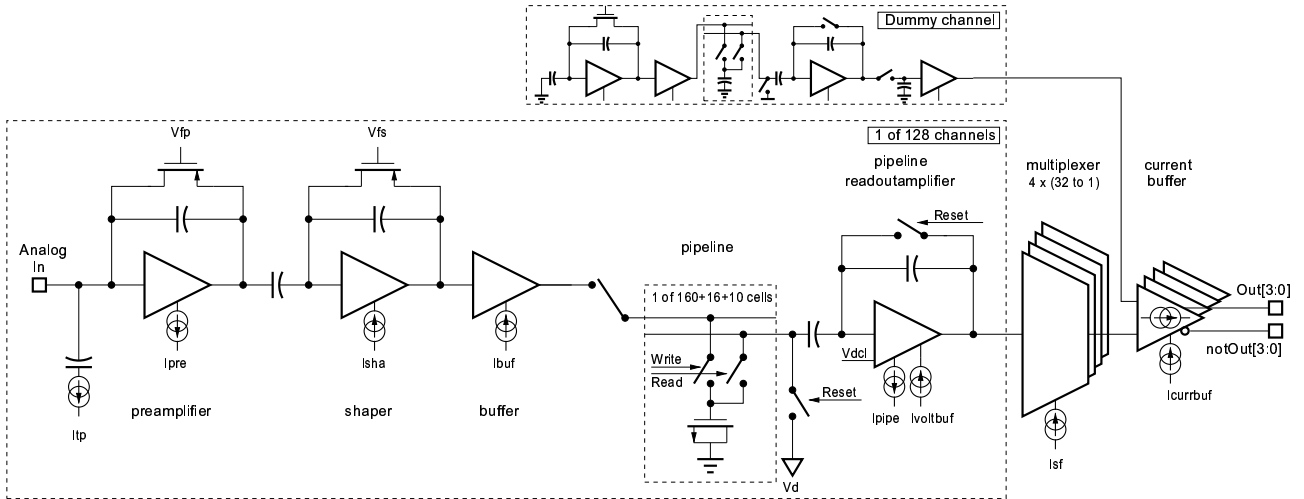 Dummy channel
1 of 128 channels
Vfp
Vfs
pipeline
readoutamplifier
multiplexer
4 x (32 to 1)
current
buffer
Reset
Analog
In
pipeline
1 of 160+16+10 cells
Out[3:0]
notOut[3:0]
Vdcl
Write
Read
Ipre
Isha
Ibuf
Reset
Icurrbuf
preamplifier
shaper
buffer
Ipipe
Ivoltbuf
Itp
Isf
Vd